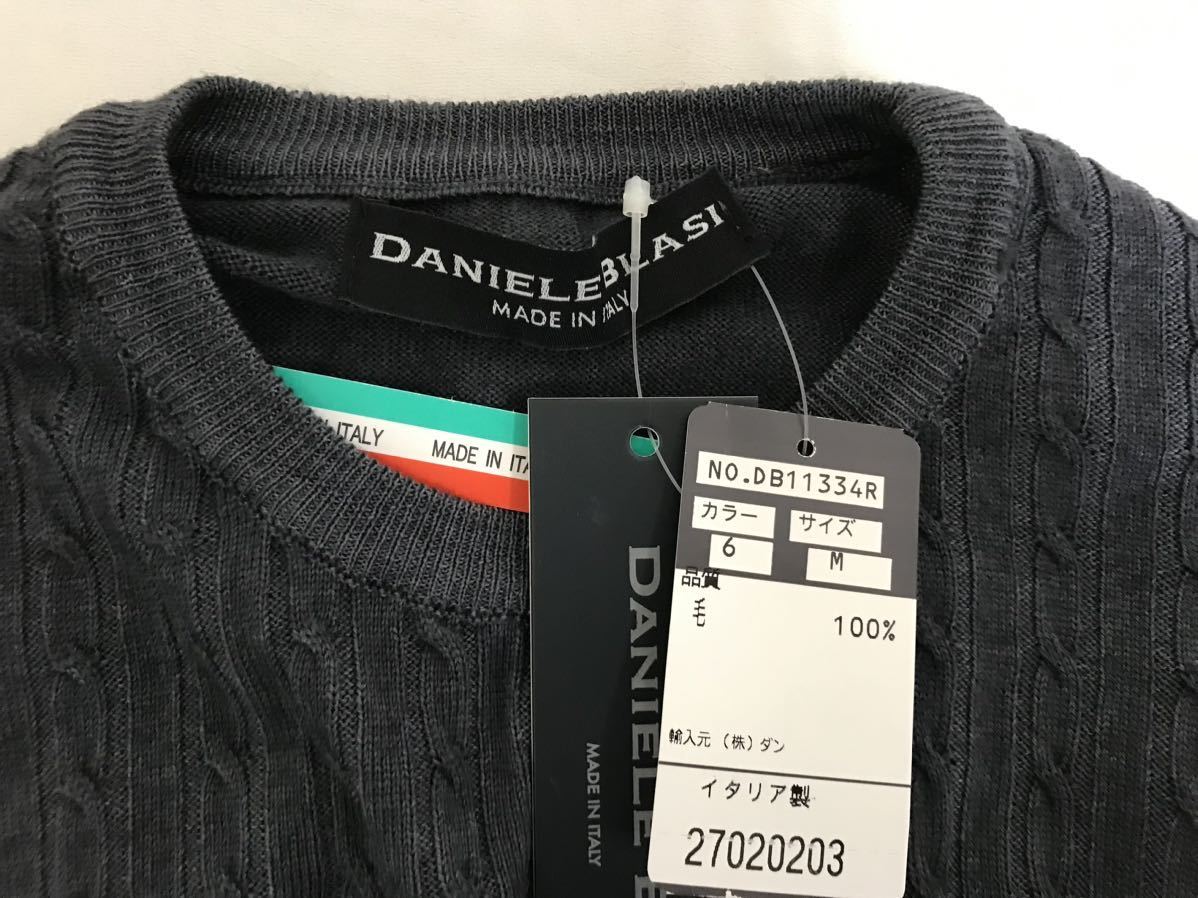 DANIELE BLASI
MADE IN ITALY
ITALY MADE IN ITA
DANIELE
MADE IN ITALY
NO.DB11334R
カラー サイズ
6 M
品質
毛 100%
輸入元 (株) ダン
イタリア製
27020203